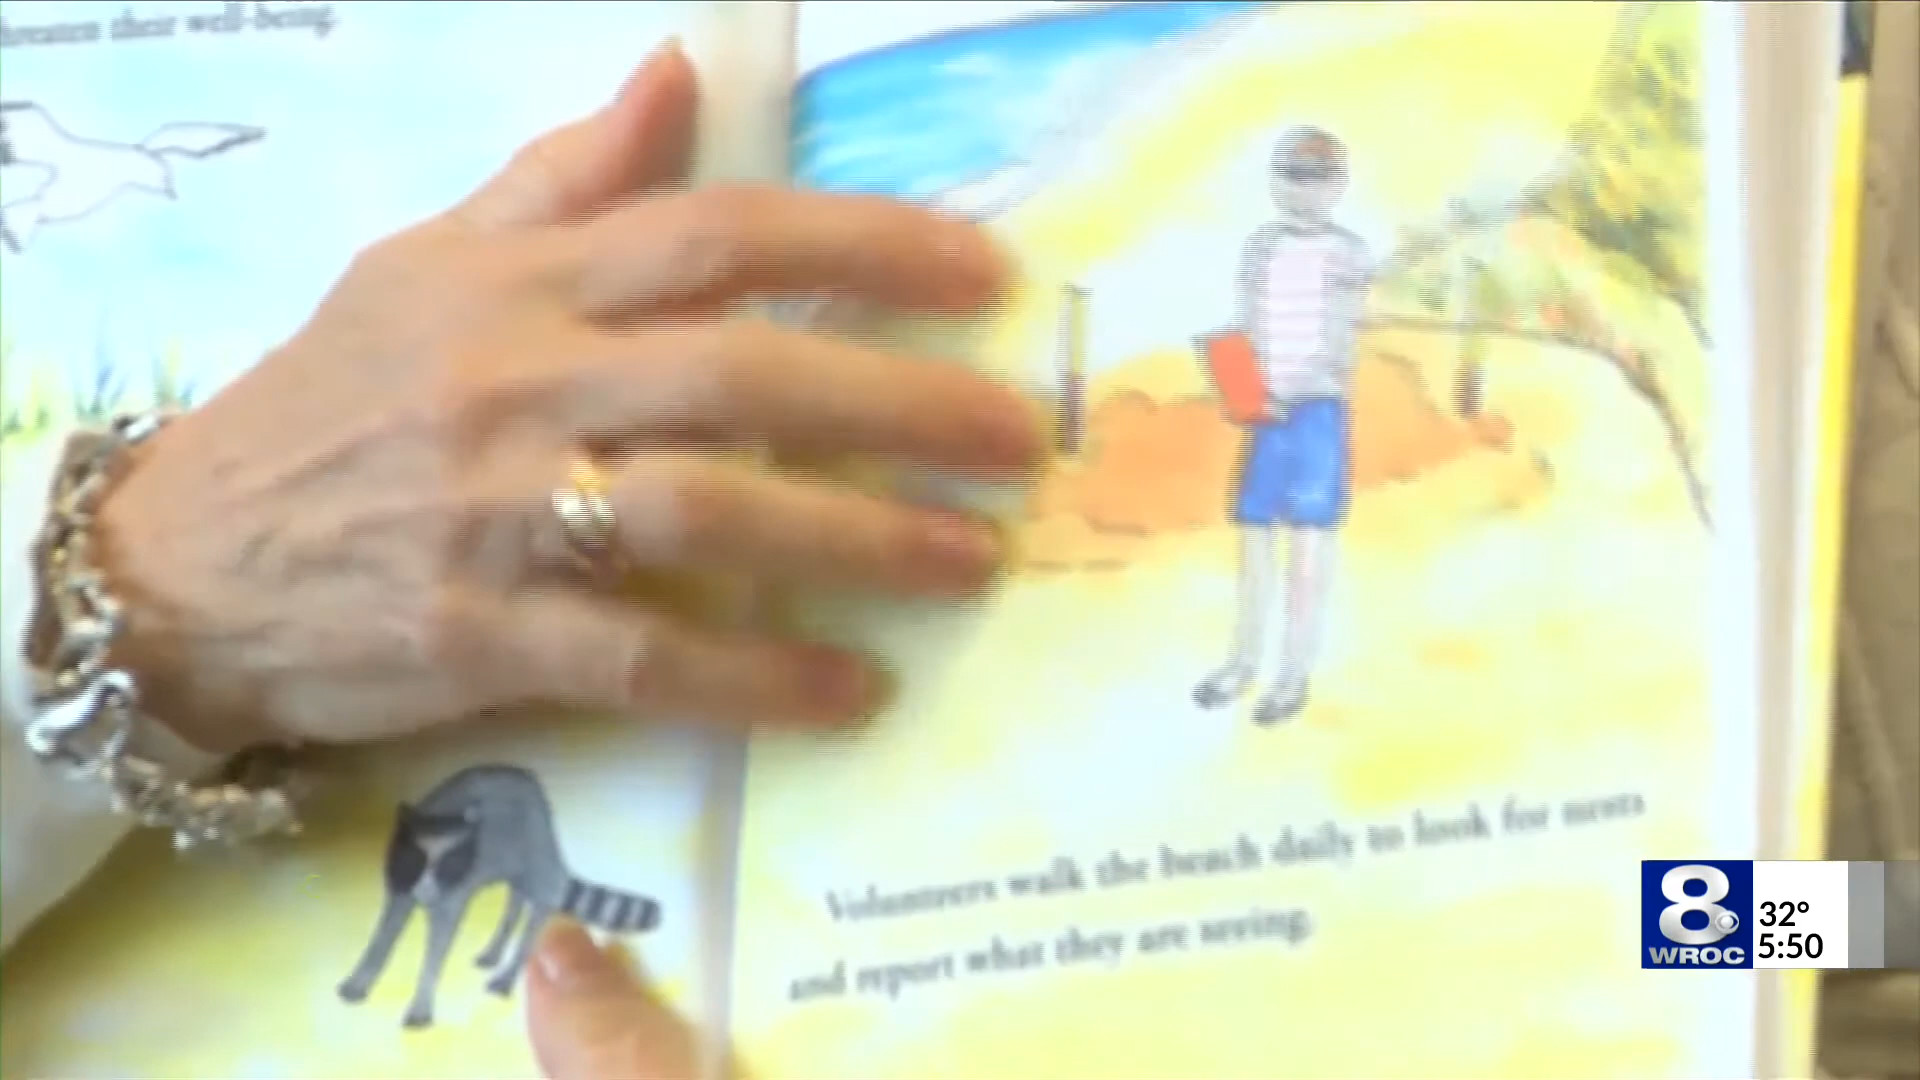 threaten their well-being.
Volunteers walk the beach daily to look for nests
and report what they are seeing.
8
WROC
32°
5:50